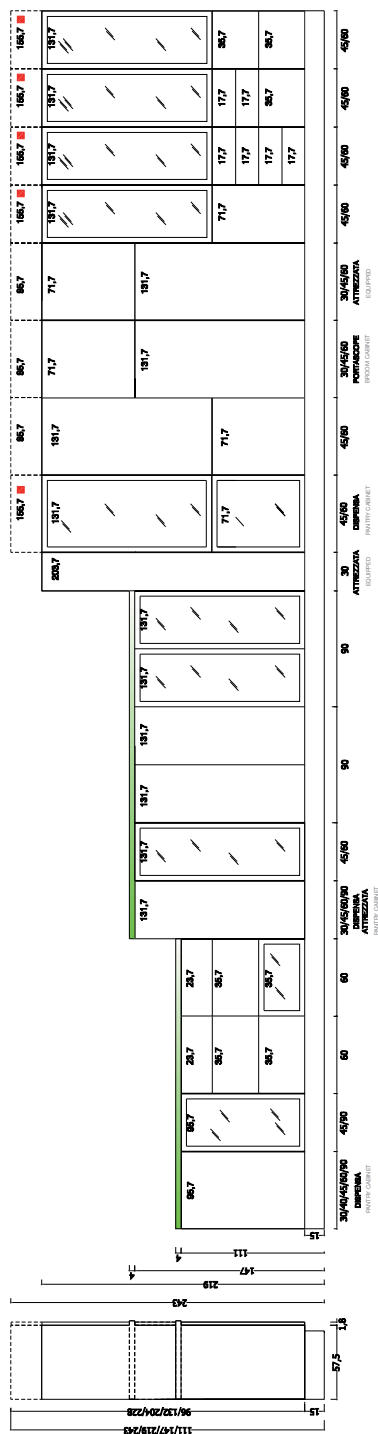 111/147/219/243
96/132/204/228
15
57,5
1,8
243
219
4
147
4
111
15
155,7 95,7 95,7 95,7 155,7 155,7 155,7 155,7
203,7 131,7 131,7 71,7 71,7 131,7 131,7 131,7 131,7
131,7 131,7 131,7 131,7 131,7 131,7 131,7 131,7
95,7 95,7 23,7 23,7
35,7 35,7 71,7 71,7 71,7 17,7 17,7 35,7
17,7 17,7
35,7 35,7 17,7 35,7 35,7
17,7
30/40/45/60/90 45/90 60 60 30/45/60/90 45/60 90 90 30 45/60 45/60 30/45/60 30/45/60 45/60 45/60 45/60 45/60
DISPENSA DISPENSA ATTREZZATA ATTREZZATA DISPENSA PORTASCOPE ATTREZZATA
PANTRY CABINET PANTRY CABINET EQUIPPED PANTRY CABINET BROOM CABINET EQUIPPED